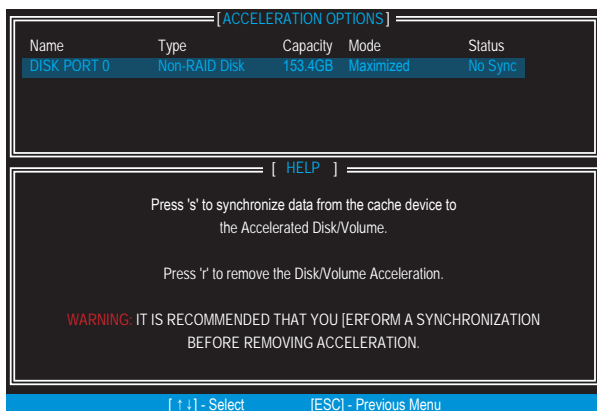 [ACCELERATION OPTIONS]
Name Type Capacity Mode Status
DISK PORT 0 Non-RAID Disk 153.4GB Maximized No Sync
[ HELP ]
Press 's' to synchronize data from the cache device to
the Accelerated Disk/Volume.
Press 'r' to remove the Disk/Volume Acceleration.
WARNING: IT IS RECOMMENDED THAT YOU [ERFORM A SYNCHRONIZATION
BEFORE REMOVING ACCELERATION.
[ ↑↓] - Select [ESC] - Previous Menu